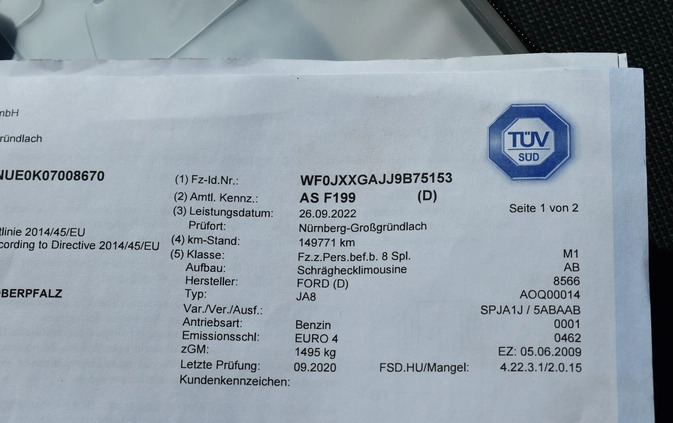 mbH
TÜV
SÜD
ründlach
NUE0K07008670
(1) Fz-Id.Nr.: WF0JXXGAJJ9B75153
(2) Amtl. Kennz.: AS F199 (D)
(3) Leistungsdatum: 26.09.2022 Seite 1 von 2
Prüfort: Nürnberg-Großgründlach
tlinie 2014/45/EU
(4) km-Stand: 149771 km
cording to Directive 2014/45/EU
(5) Klasse: Fz.z.Pers.bef.b. 8 Spl. M1
Aufbau: Schräghecklimousine AB
Hersteller: FORD (D) 8566
BERPFALZ
Typ: JA8 AOQ00014
Var./Ver./Ausf.: SPJA1J / 5ABAAB
Antriebsart: Benzin 0001
Emissionsschl: EURO 4 0462
zGM: 1495 kg EZ: 05.06.2009
Letzte Prüfung: 09.2020 FSD.HU/Mangel: 4.22.3.1/2.0.15
Kundenkennzeichen: